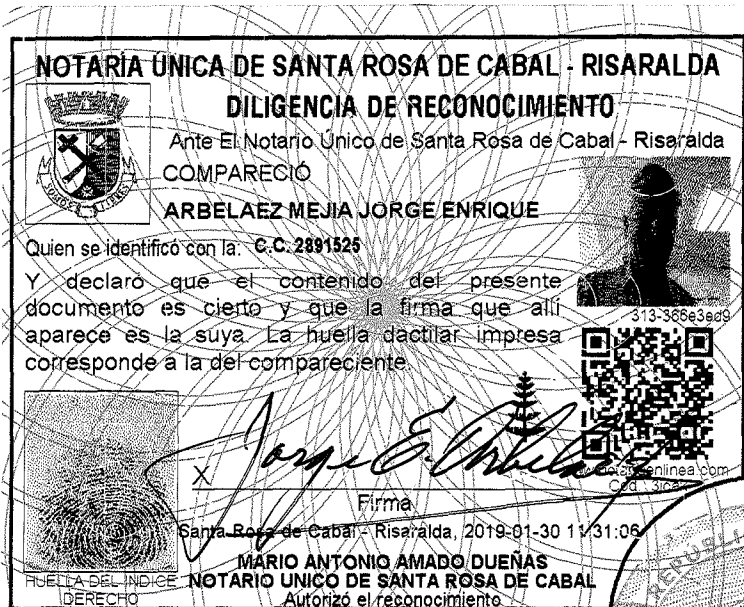 NOTARÍA ÚNICA DE SANTA ROSA DE CABAL - RISARALDA
DILIGENCIA DE RECONOCIMIENTO
Ante El Notario Único de Santa Rosa de Cabal - Risaralda
COMPARECIÓ
ARBELAEZ MEJIA JORGE ENRIQUE
Quien se identificó con la: C.C. 2891525
Y declaró que el contenido del presente
documento es cierto y que la firma que allí
aparece es la suya. La huella dactilar impresa
corresponde a la del compareciente.
313-366e3ed9
X Jorge E. Arbelaez
Firma
Santa Rosa de Cabal - Risaralda, 2019-01-30 11:31:06
MARIO ANTONIO AMADO DUEÑAS
NOTARIO UNICO DE SANTA ROSA DE CABAL
Autorizó el reconocimiento
HUELLA DEL INDICE
DERECHO